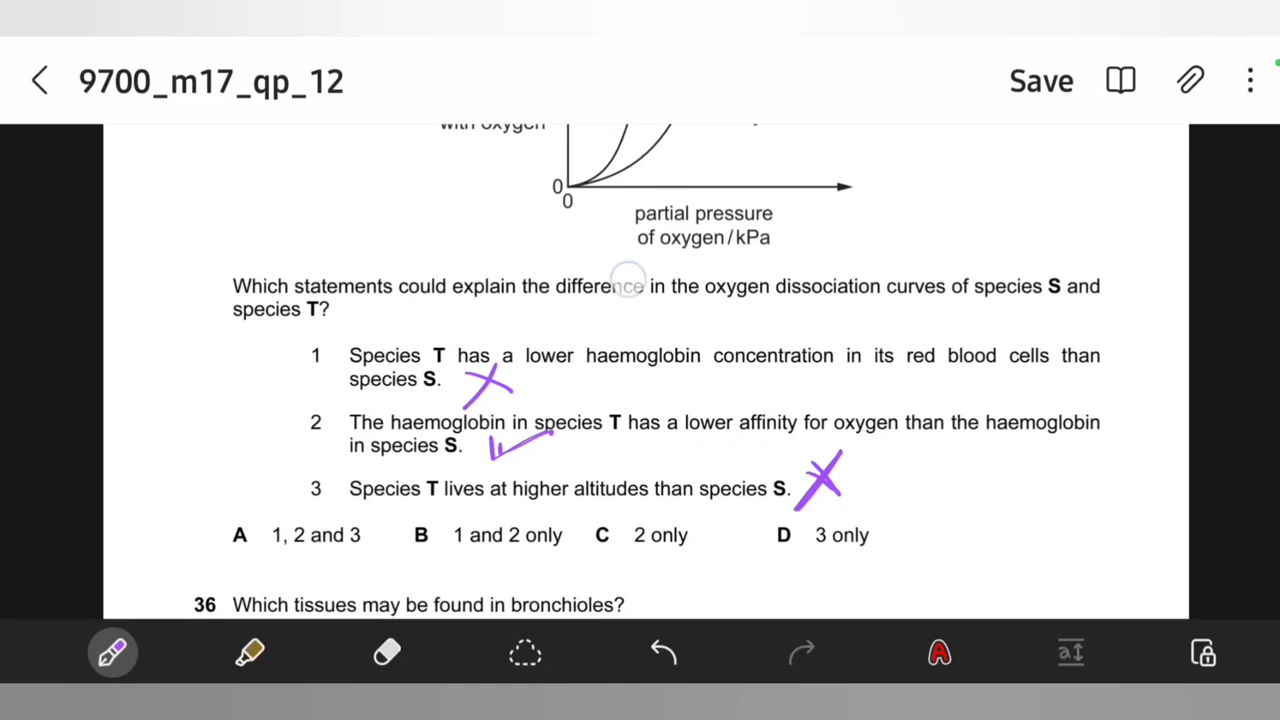 9700_m17_qp_12
Save
with oxygen
0
0
partial pressure
of oxygen/kPa
Which statements could explain the difference in the oxygen dissociation curves of species S and
species T?
1 Species T has a lower haemoglobin concentration in its red blood cells than
species S.
2 The haemoglobin in species T has a lower affinity for oxygen than the haemoglobin
in species S.
3 Species T lives at higher altitudes than species S.
A 1, 2 and 3 B 1 and 2 only C 2 only D 3 only
36 Which tissues may be found in bronchioles?
A a